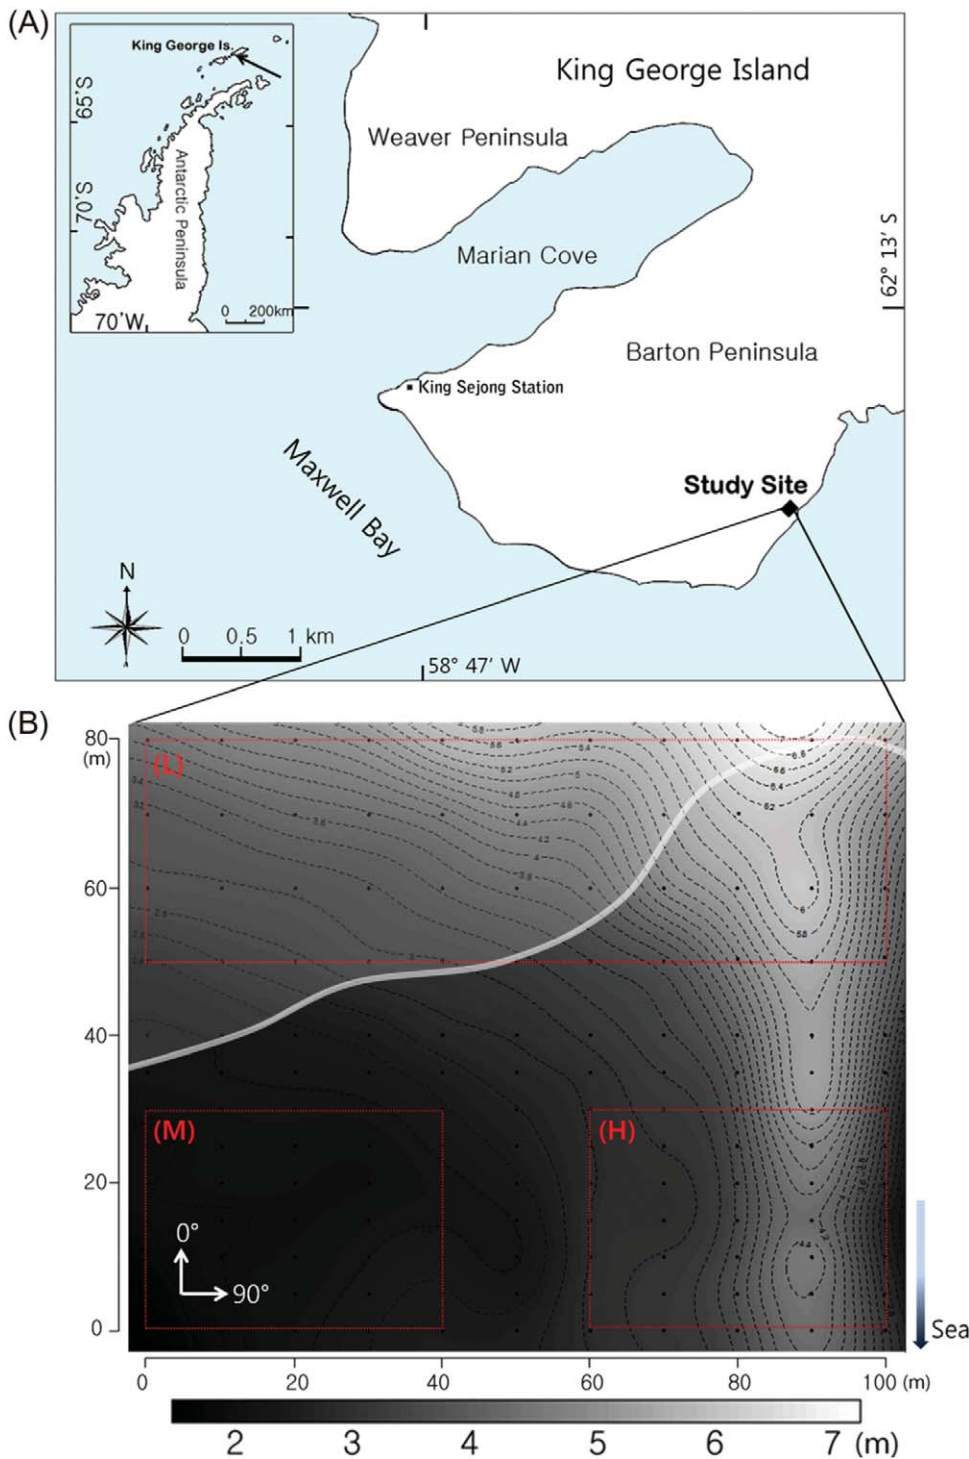 (A)
King George Is.
65'S
70'S
Antarctic Peninsula
70'W
0 200km
King George Island
Weaver Peninsula
Marian Cove
62° 13' S
Barton Peninsula
King Sejong Station
Maxwell Bay
Study Site
N
0 0.5 1 km
58° 47' W
(B)
80
(m)
60
40
20
0
(L)
(M)
(H)
0°
90°
Sea
0 20 40 60 80 100 (m)
2 3 4 5 6 7 (m)